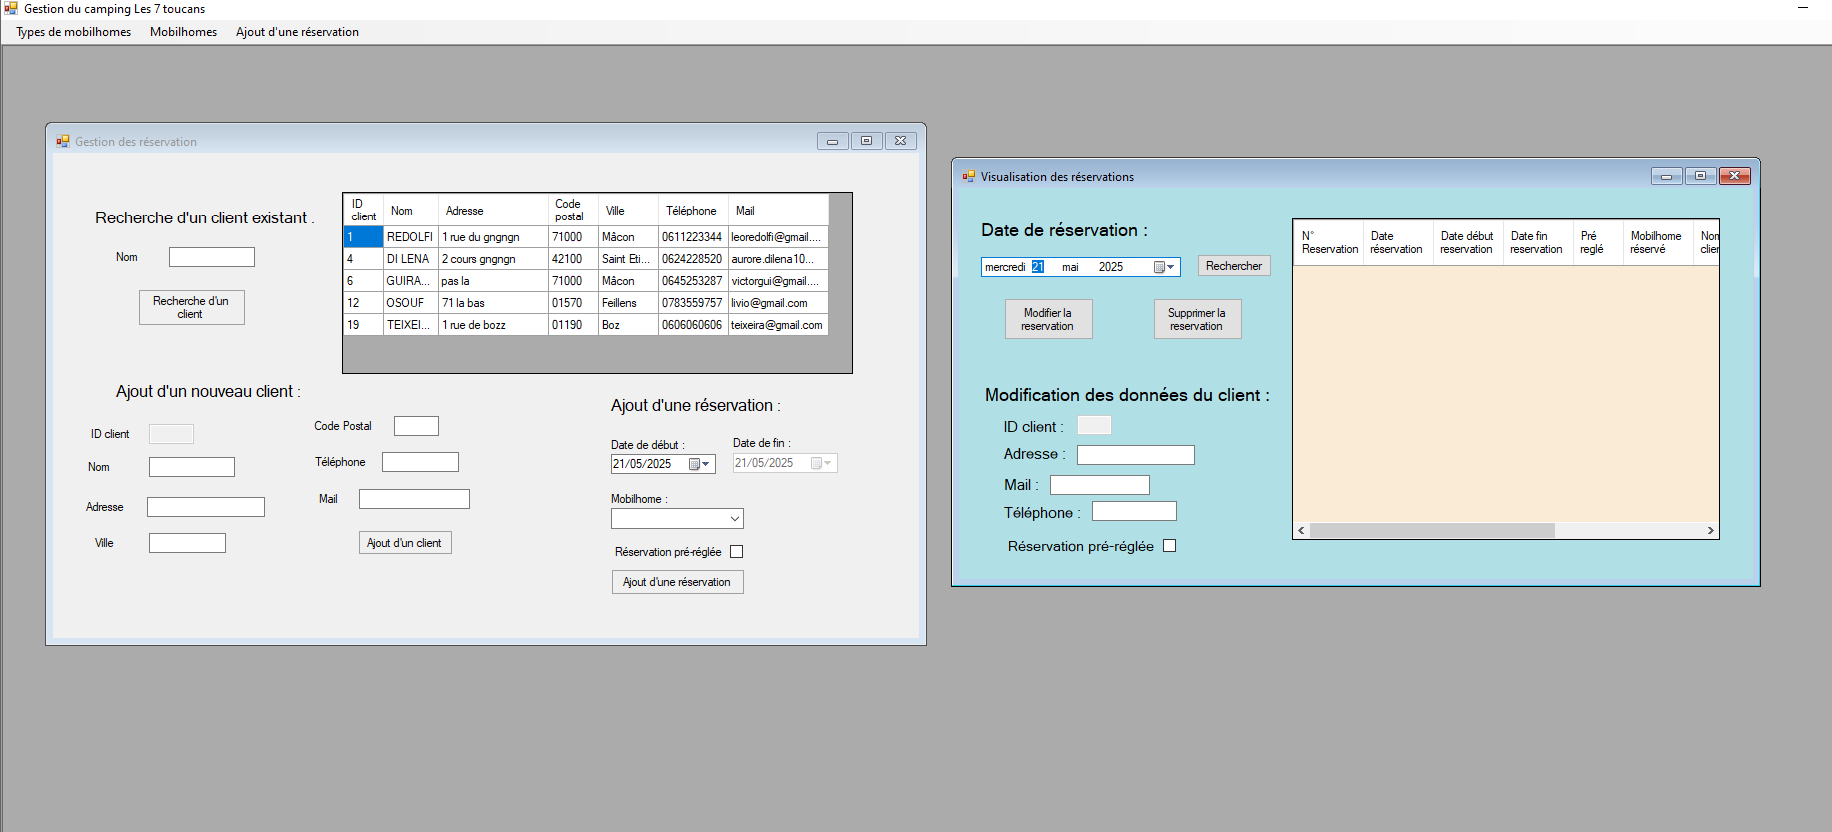 Gestion du camping Les 7 toucans
Types de mobilhomes Mobilhomes Ajout d'une réservation
Gestion des réservation
Recherche d'un client existant .
Nom
Recherche d'un
client
ID
client Nom Adresse Code
postal Ville Téléphone Mail
1 REDOLFI 1 rue du gngngn 71000 Mâcon 0611223344 leoredolfi@gmail....
4 DI LENA 2 cours gngngn 42100 Saint Eti... 0624228520 aurore.dilena10...
6 GUIRA... pas la 71000 Mâcon 0645253287 victorgui@gmail....
12 OSOUF 71 la bas 01570 Feillens 0783559757 livio@gmail.com
19 TEIXEI... 1 rue de bozz 01190 Boz 0606060606 teixeira@gmail.com
Ajout d'un nouveau client :
ID client
Nom
Adresse
Ville
Code Postal
Téléphone
Mail
Ajout d'un client
Ajout d'une réservation :
Date de début : Date de fin :
21/05/2025 21/05/2025
Mobilhome :
Réservation pré-réglée
Ajout d'une réservation
Visualisation des réservations
Date de réservation :
mercredi 21 mai 2025 Rechercher
Modifier la
reservation
Supprimer la
reservation
N°
Reservation
Date
réservation
Date début
reservation
Date fin
reservation
Pré
reglé
Mobilhome
réservé
Nom
clien
Modification des données du client :
ID client :
Adresse :
Mail :
Téléphone :
Réservation pré-réglée